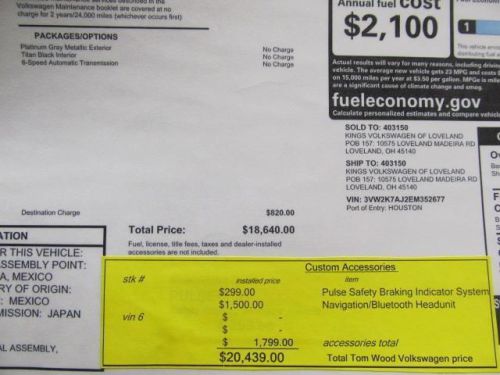 Volkswagen Maintenance booklet are covered at no
charge for 2 years/24,000 miles (whichever occurs first)
PACKAGES/OPTIONS
Platinum Gray Metallic Exterior No Charge
Titan Black Interior No Charge
6-Speed Automatic Transmission No Charge
Destination Charge $820.00
Total Price: $18,640.00
Fuel, license, title fees, taxes and dealer-installed
accessories are not included.
Annual fuel cost
$2,100
Actual results will vary for many reasons, including driving
vehicle. The average new vehicle gets 23 MPG and costs
on 15,000 miles per year at $3.50 per gallon. MPGe is miles
are a significant cause of climate change and smog.
fueleconomy.gov
Calculate personalized estimates and compare vehicles
SOLD TO: 403150
KINGS VOLKSWAGEN OF LOVELAND
POB 157: 10575 LOVELAND MADEIRA RD
LOVELAND, OH 45140
SHIP TO: 403150
KINGS VOLKSWAGEN OF LOVELAND
POB 157: 10575 LOVELAND MADEIRA RD
LOVELAND, OH 45140
VIN: 3VW2K7AJ2EM352677
Port of Entry: HOUSTON
ATION
R THIS VEHICLE:
ASSEMBLY POINT:
A, MEXICO
RY OF ORIGIN:
: MEXICO
MISSION: JAPAN
AL ASSEMBLY,
Custom Accessories
stk # installed price item
$299.00 Pulse Safety Braking Indicator System
$1,500.00 Navigation/Bluetooth Headunit
vin 6 $ -
$ -
$ 1,799.00 accessories total
$20,439.00 Total Tom Wood Volkswagen price